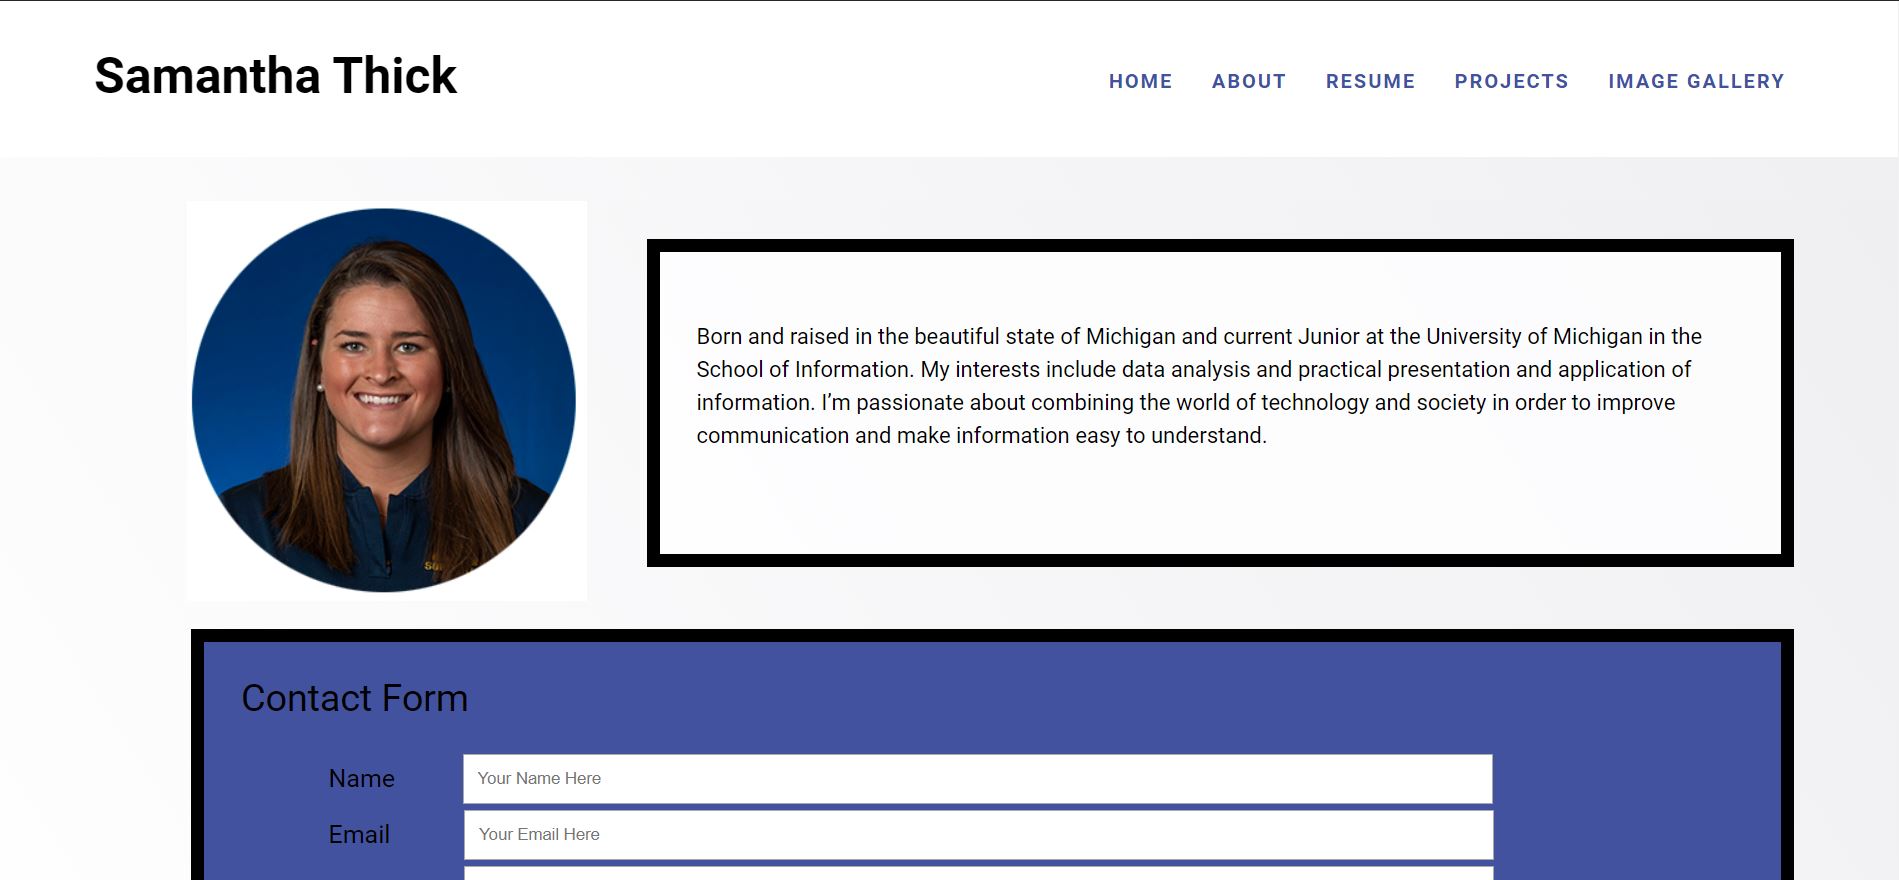 Samantha Thick
HOME ABOUT RESUME PROJECTS IMAGE GALLERY
Born and raised in the beautiful state of Michigan and current Junior at the University of Michigan in the
School of Information. My interests include data analysis and practical presentation and application of
information. I’m passionate about combining the world of technology and society in order to improve
communication and make information easy to understand.
Contact Form
Name Your Name Here
Email Your Email Here